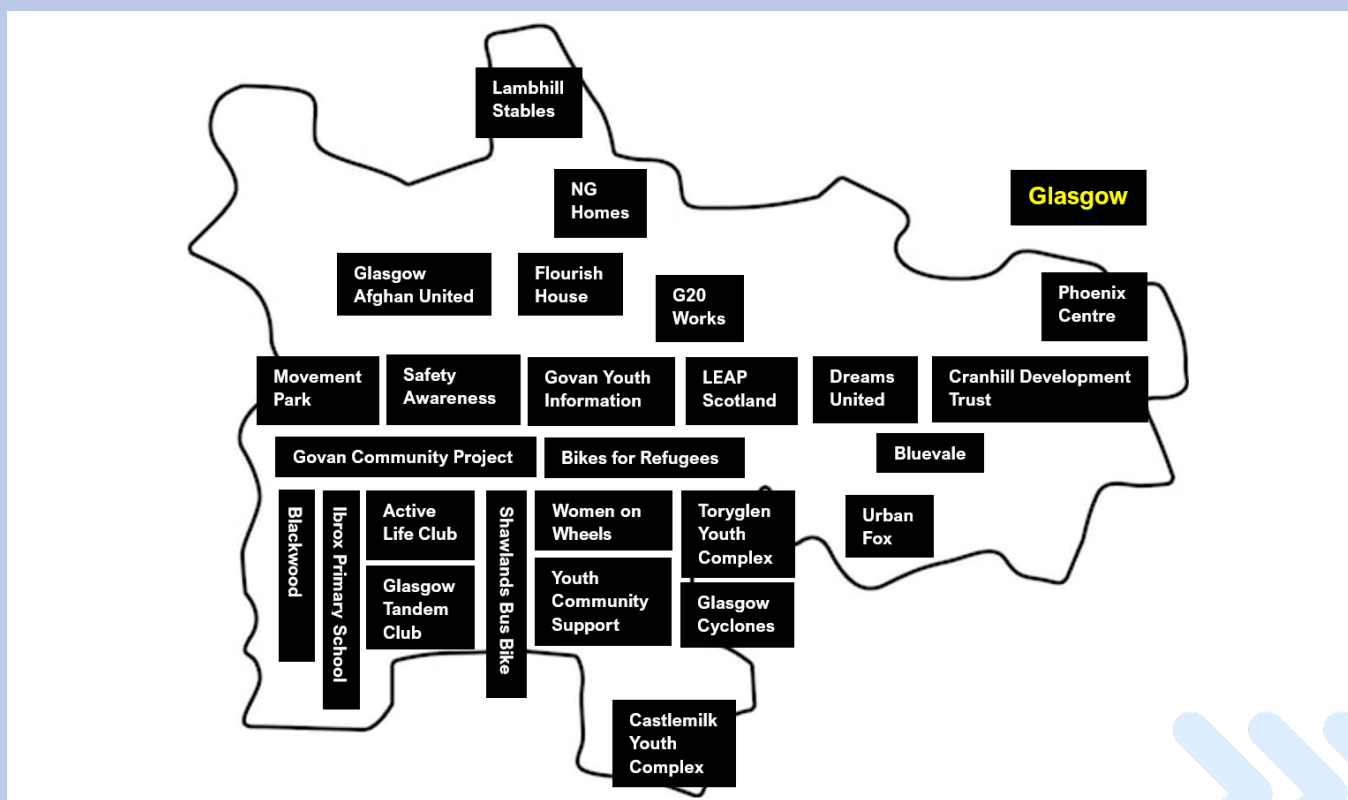 Lambhill
Stables
NG
Homes
Glasgow
Glasgow
Afghan United
Flourish
House
G20
Works
Phoenix
Centre
Movement
Park
Safety
Awareness
Govan Youth
Information
LEAP
Scotland
Dreams
United
Cranhill Development
Trust
Govan Community Project
Bikes for Refugees
Bluevale
Blackwood
Ibrox Primary School
Active
Life Club
Glasgow
Tandem
Club
Shawlands Bus Bike
Women on
Wheels
Youth
Community
Support
Toryglen
Youth
Complex
Glasgow
Cyclones
Urban
Fox
Castlemilk
Youth
Complex